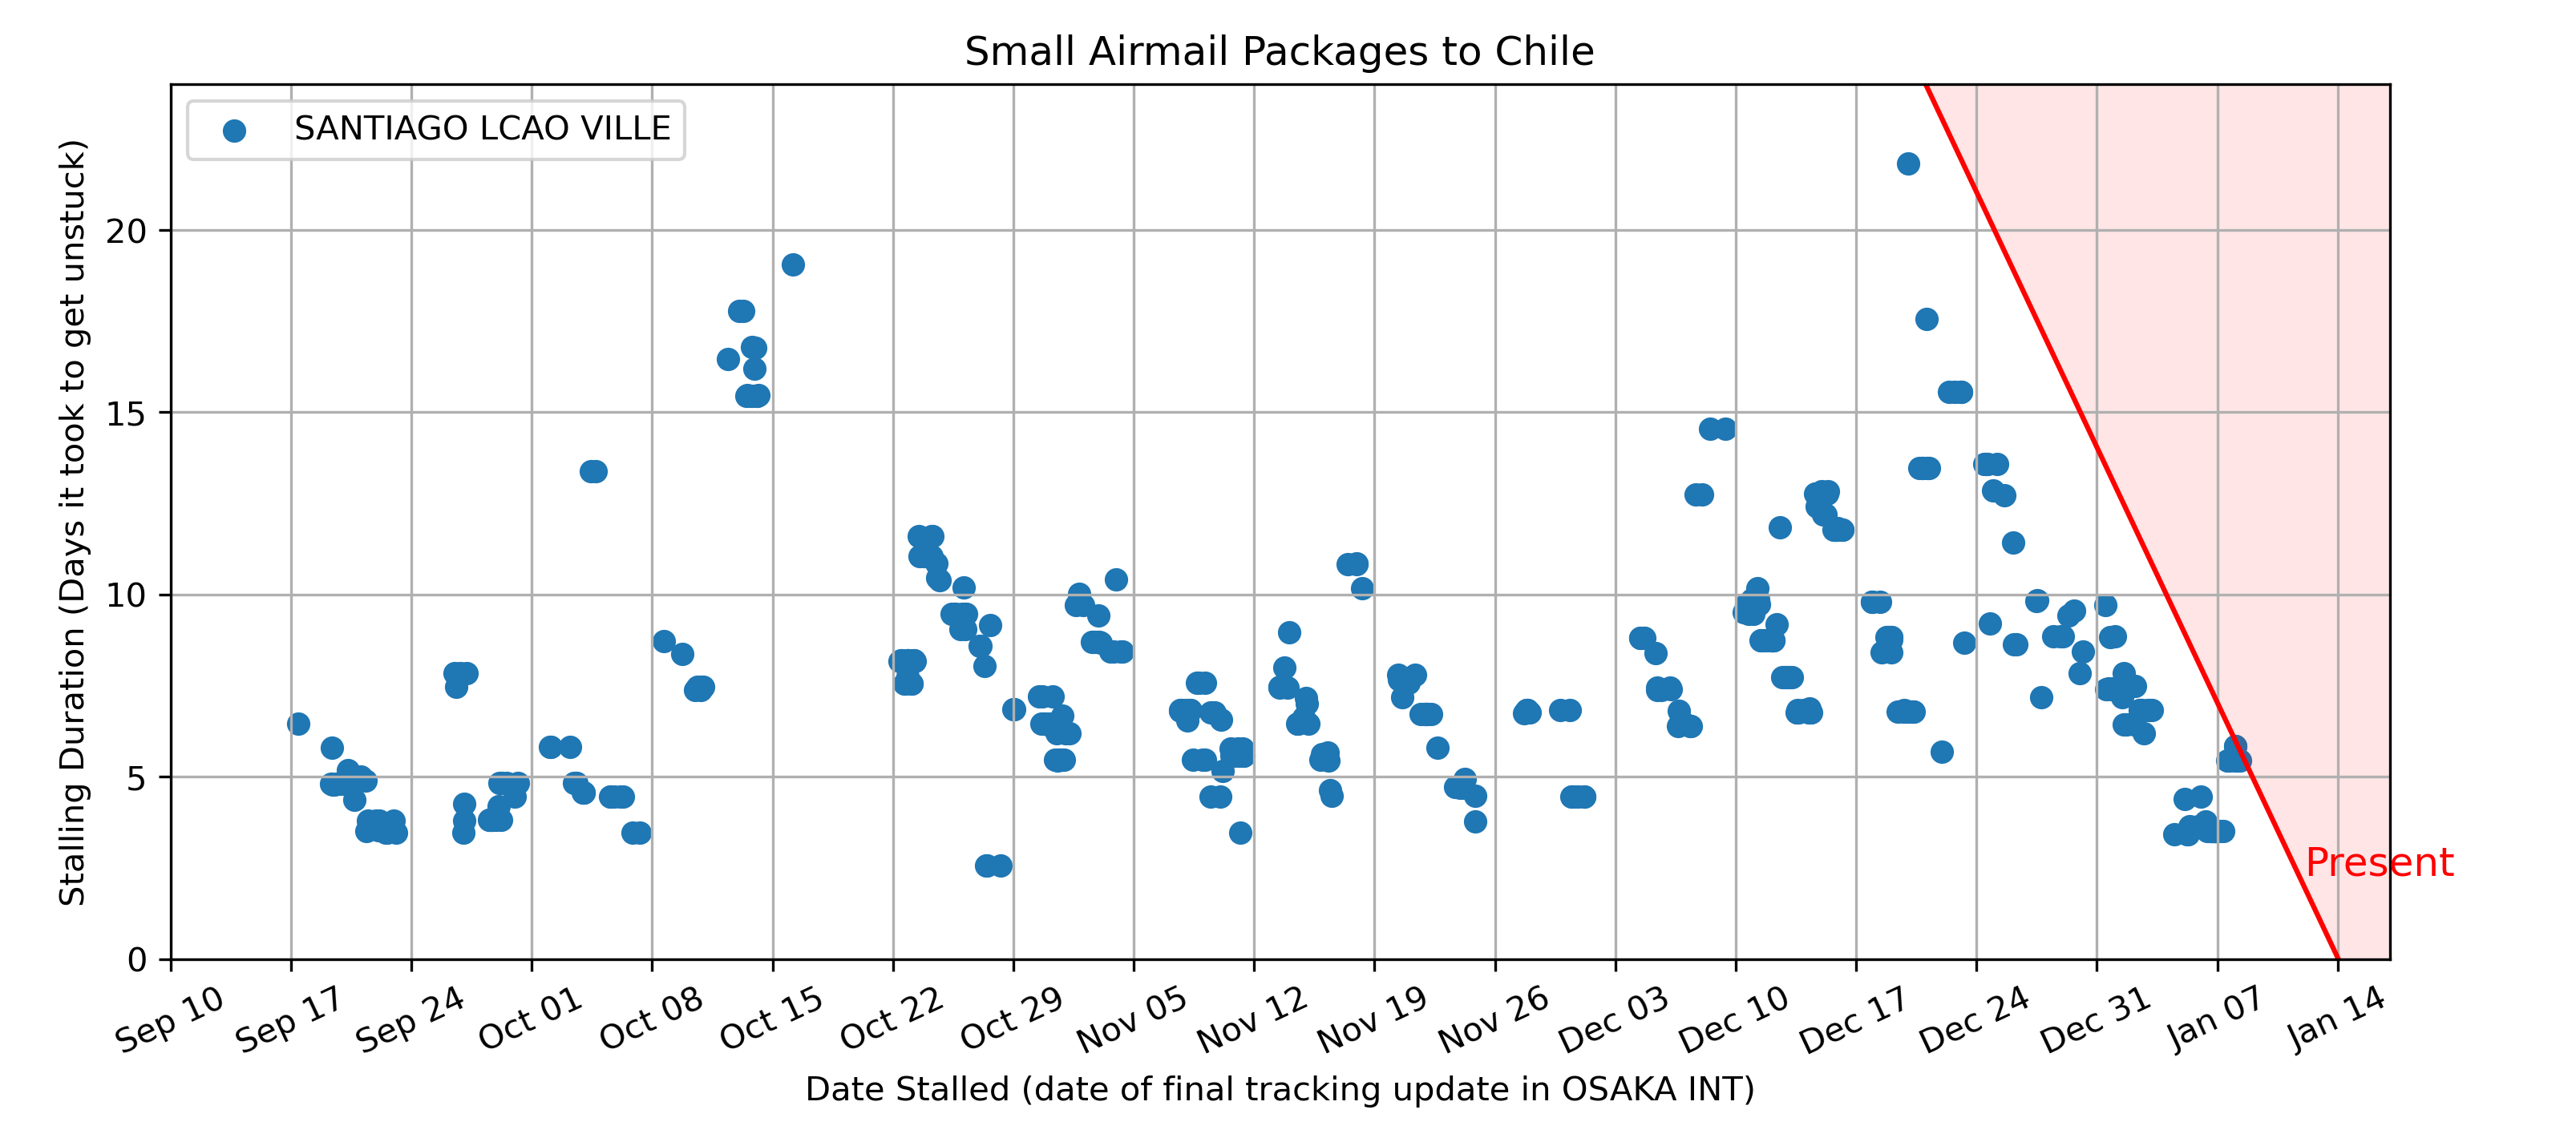 Small Airmail Packages to Chile
SANTIAGO LCAO VILLE
Stalling Duration (Days it took to get unstuck)
20
15
10
5
0
Present
Sep 10 Sep 17 Sep 24 Oct 01 Oct 08 Oct 15 Oct 22 Oct 29 Nov 05 Nov 12 Nov 19 Nov 26 Dec 03 Dec 10 Dec 17 Dec 24 Dec 31 Jan 07 Jan 14
Date Stalled (date of final tracking update in OSAKA INT)